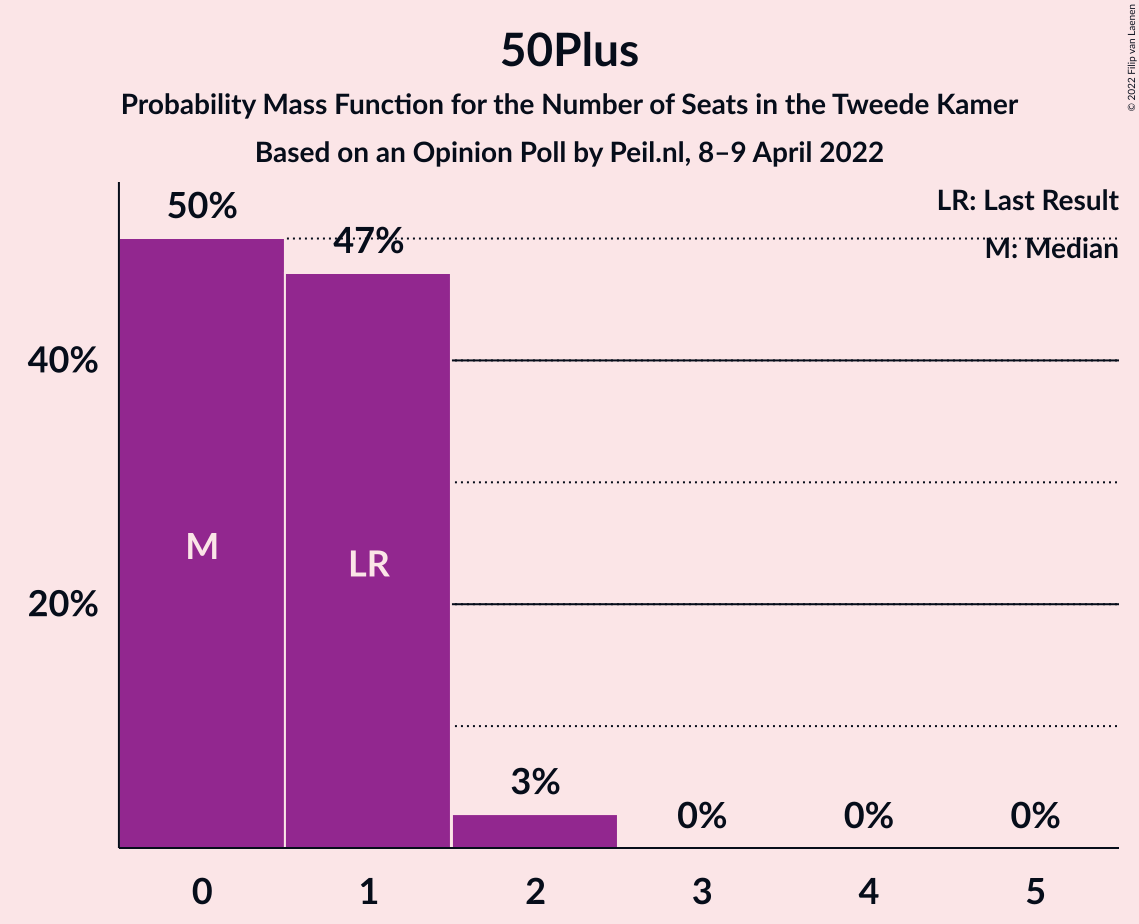 50Plus
Probability Mass Function for the Number of Seats in the Tweede Kamer
Based on an Opinion Poll by Peil.nl, 8–9 April 2022
© 2022 Filip van Laenen
LR: Last Result
M: Median
50%
47%
40%
M
LR
20%
3%
0%
0%
0%
0
1
2
3
4
5